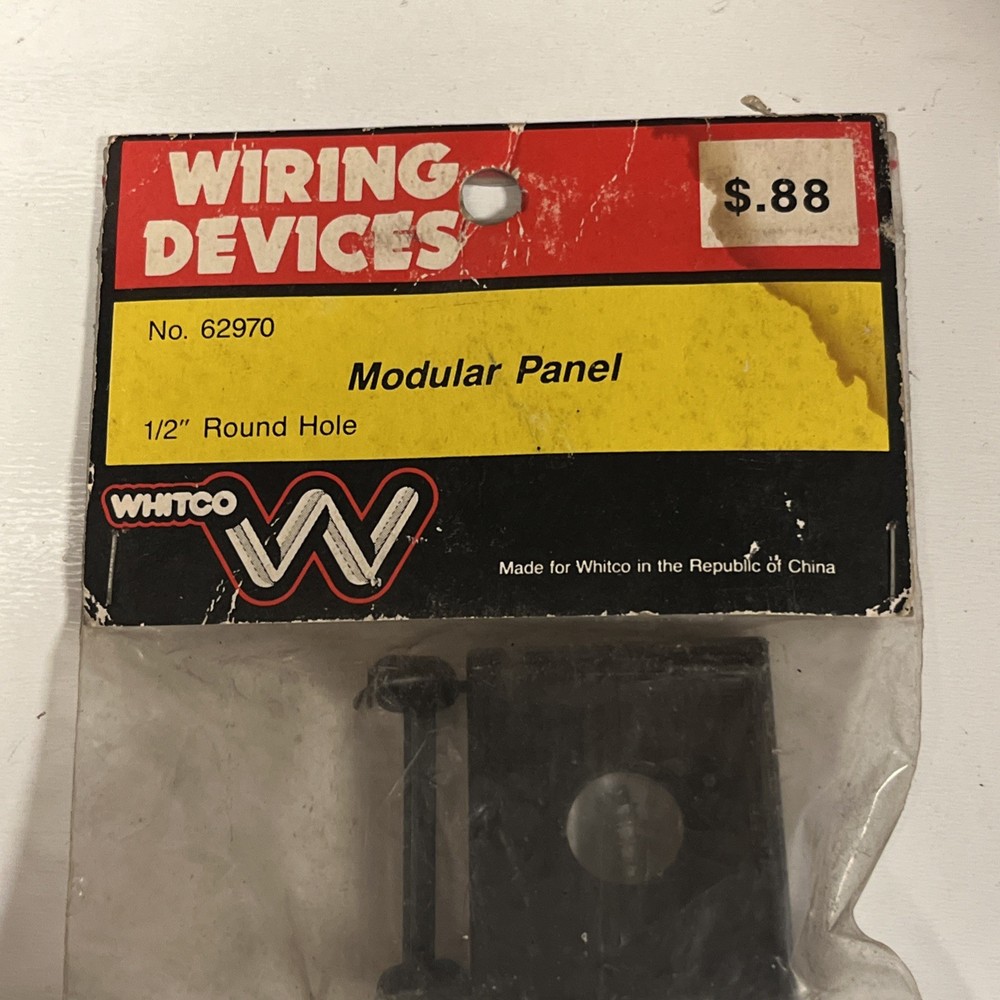 WIRING
DEVICES
$.88
No. 62970
Modular Panel
1/2" Round Hole
WHITCO
W
Made for Whitco in the Republic of China